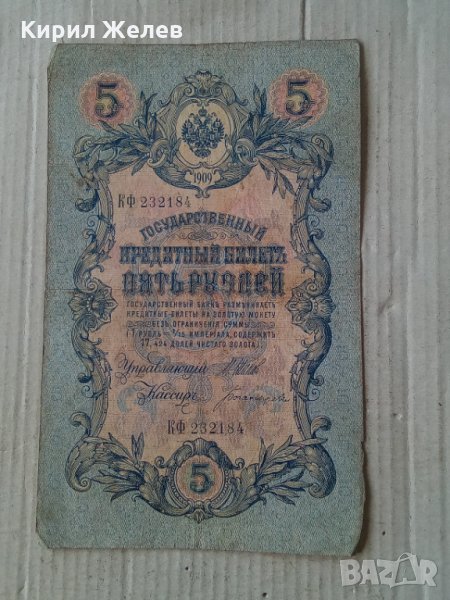 Кирил Желев
5 5
1909
КФ 232184
ГОСУДАРСТВЕННЫЙ
КРЕДИТНЫЙ БИЛЕТЪ
ПЯТЬ РУБЛЕЙ
ГОСУДАРСТВЕННЫЙ БАНКЪ РАЗМѢНИВАЕТЪ
КРЕДИТНЫЕ БИЛЕТЫ НА ЗОЛОТУЮ МОНЕТУ
БЕЗЪ ОГРАНИЧЕНІЯ СУММЫ
(1 РУБЛЬ = 1/15 ИМПЕРІАЛА, СОДЕРЖИТЪ
17,424 ДОЛЕЙ ЧИСТАГО ЗОЛОТА).
Управляющій
Кассиръ
КФ 232184
5
BAZAR